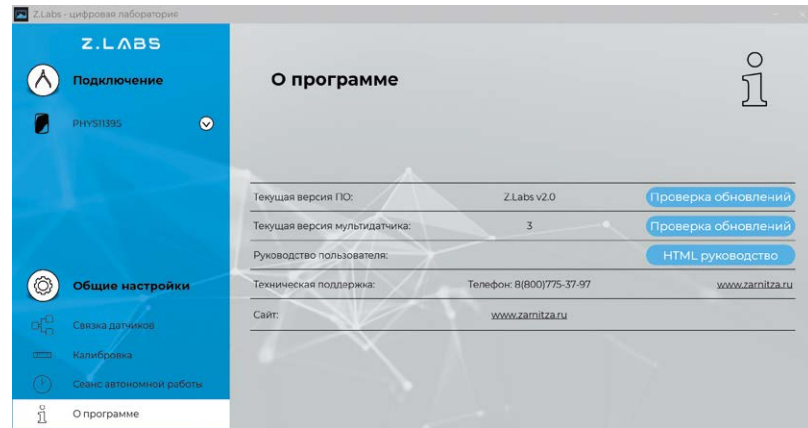 Z.Labs - цифровая лаборатория
Z.LABS
Подключение
PHYS11395
Общие настройки
Связка датчиков
Калибровка
Сеанс автономной работы
О программе
О программе
Текущая версия ПО: Z.Labs v2.0 Проверка обновлений
Текущая версия мультидатчика: 3 Проверка обновлений
Руководство пользователя: HTML руководство
Техническая поддержка: Телефон: 8(800)775-37-97 www.zarnitza.ru
Сайт: www.zarnitza.ru